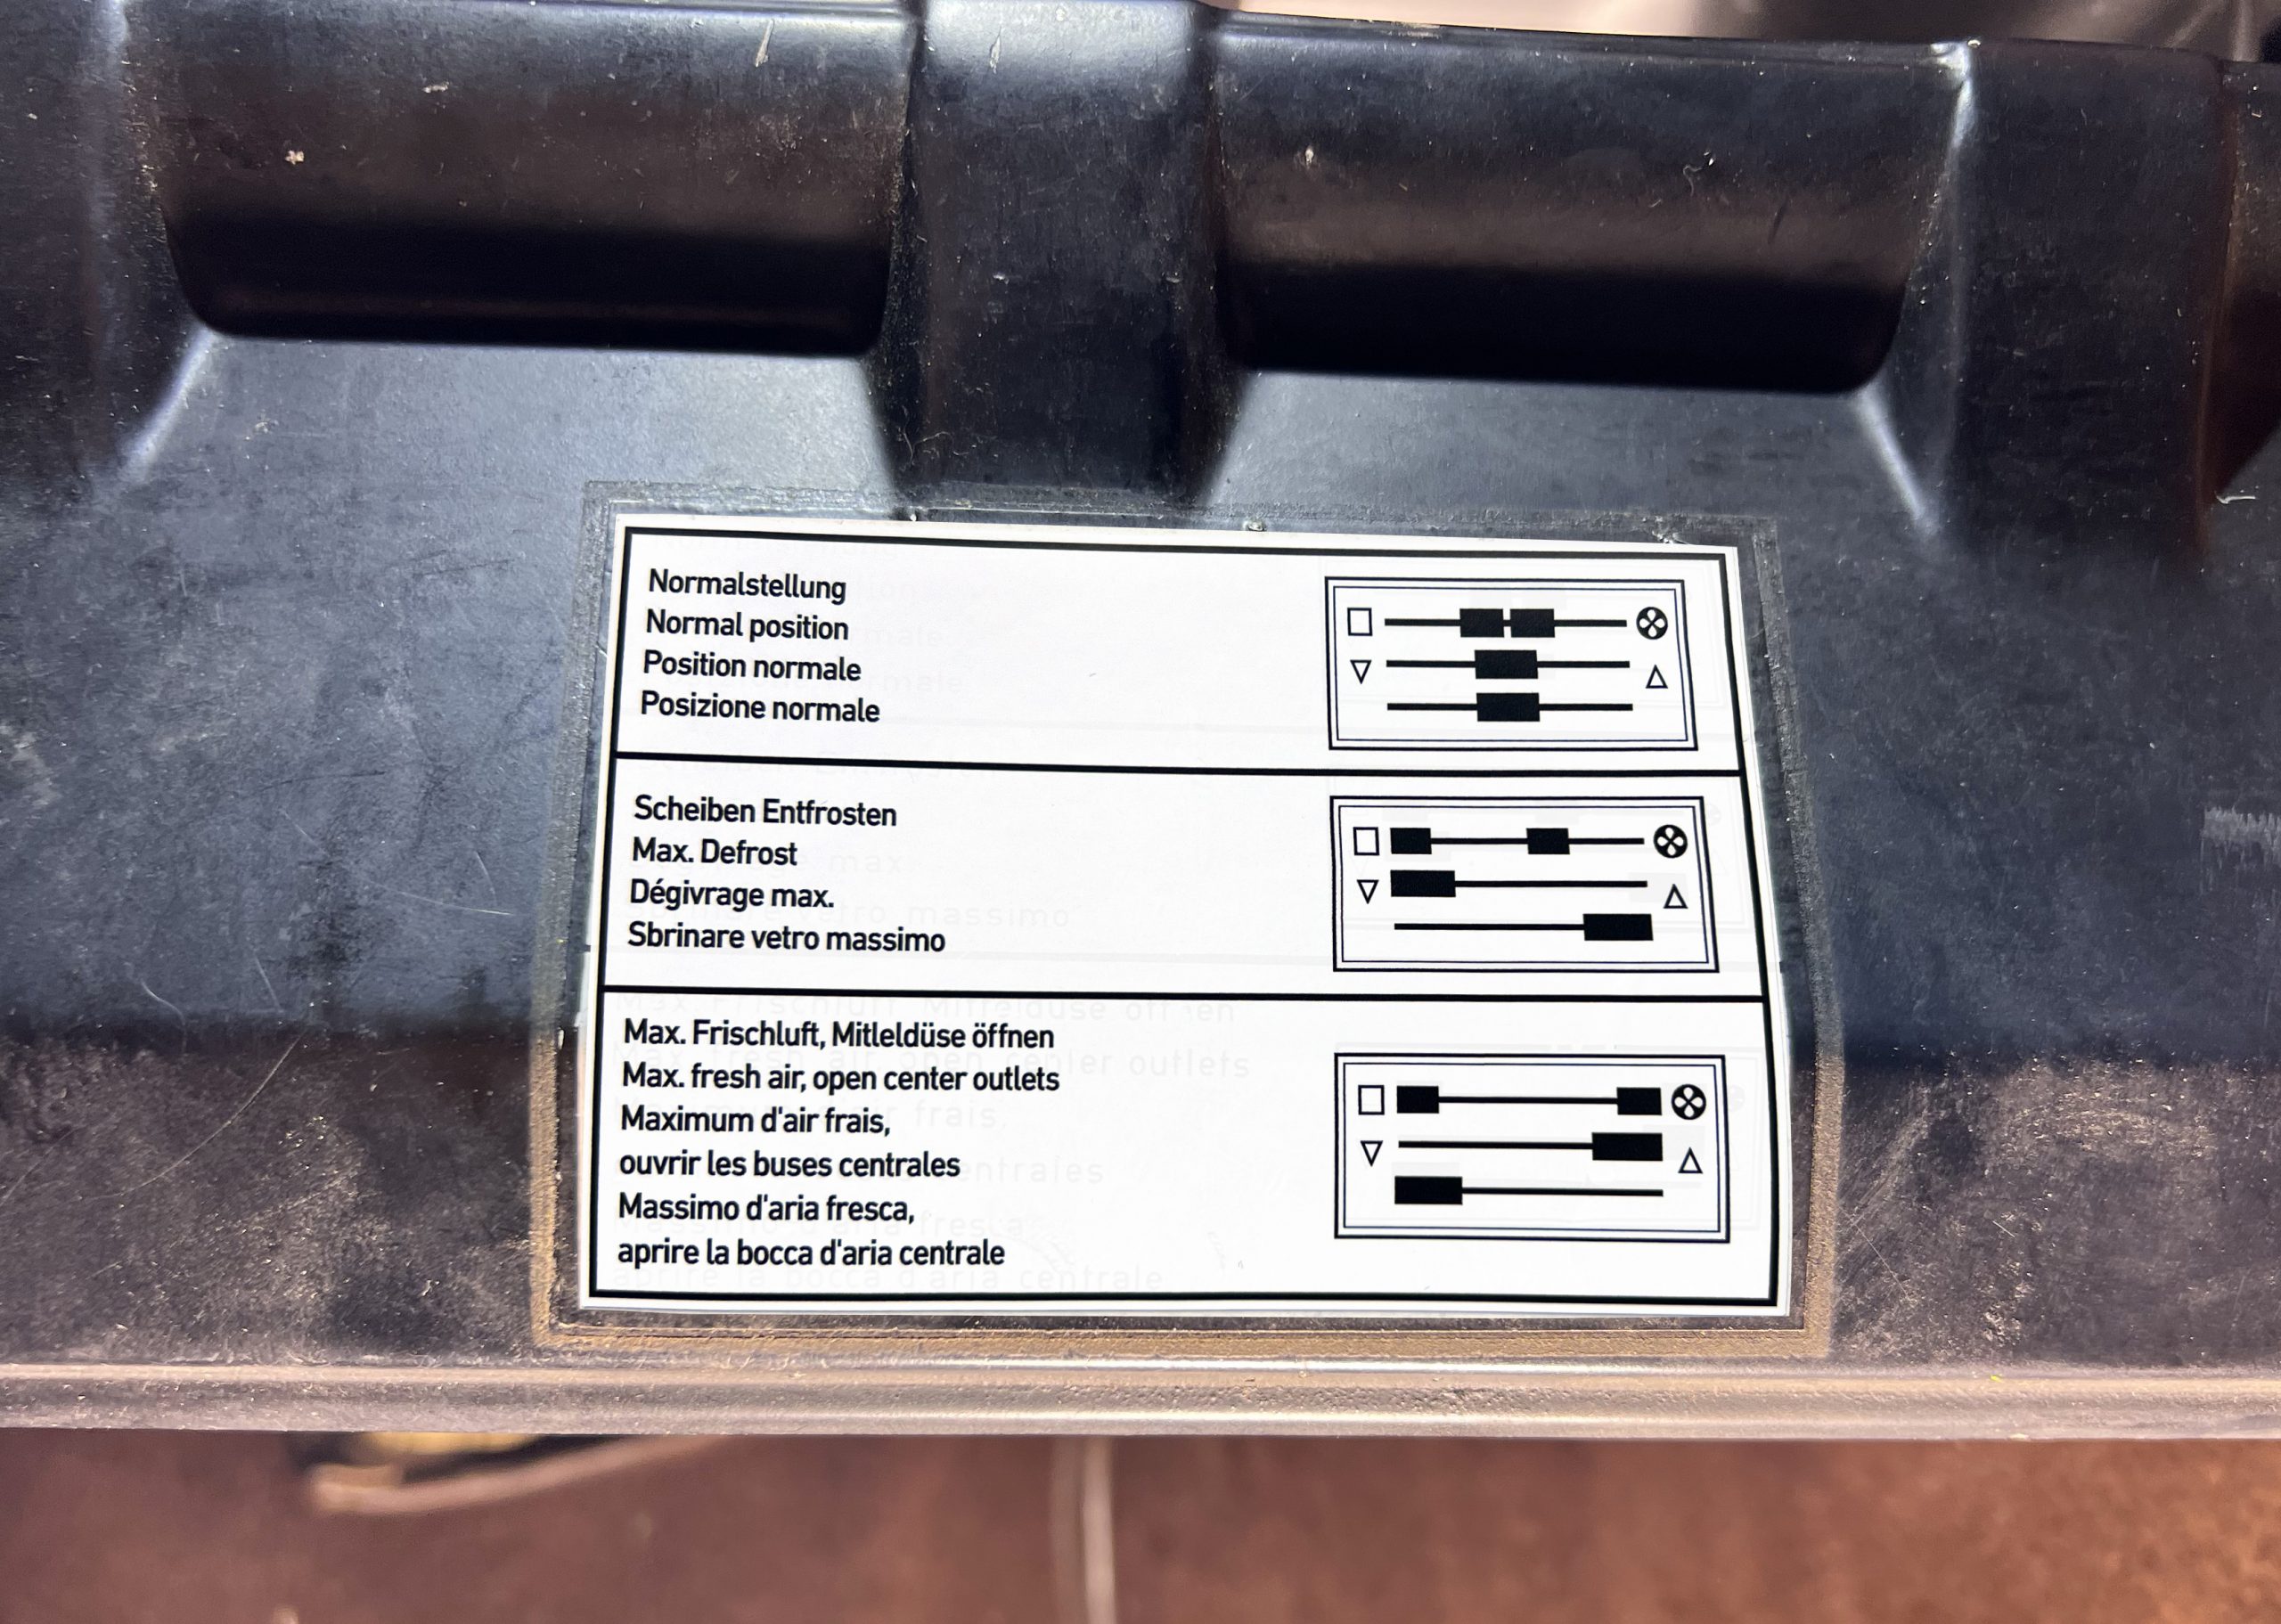 Normalstellung
Normal position
Position normale
Posizione normale
Scheiben Entfrosten
Max. Defrost
Dégivrage max.
Sbrinare vetro massimo
Max. Frischluft, Mitleldüse öffnen
Max. fresh air, open center outlets
Maximum d'air frais,
ouvrir les buses centrales
Massimo d'aria fresca,
aprire la bocca d'aria centrale